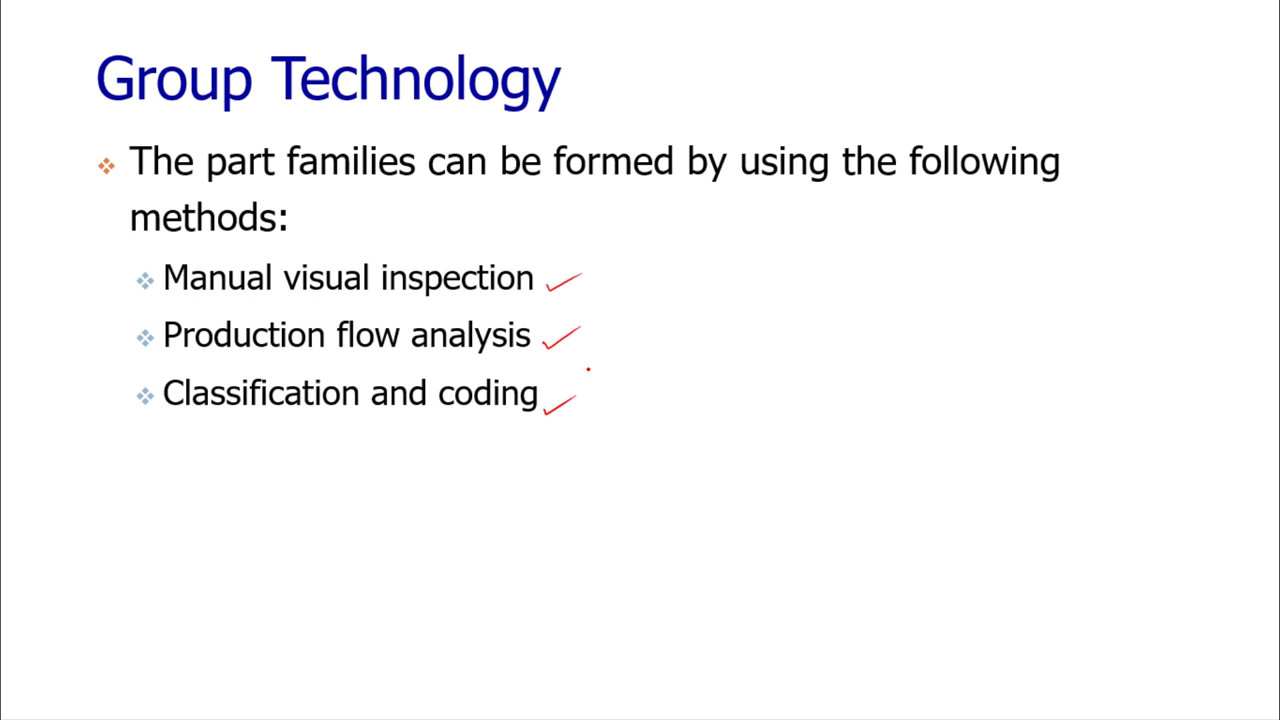 Group Technology
The part families can be formed by using the following
methods:
Manual visual inspection
Production flow analysis
Classification and coding